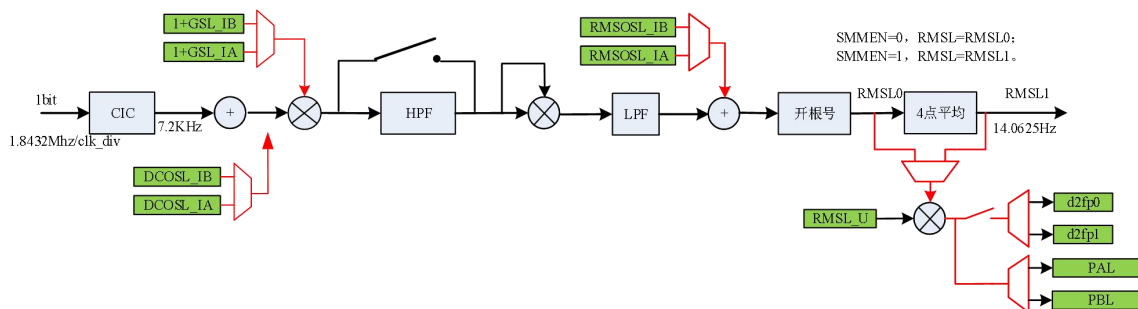 1+GSL_IB
1+GSL_IA
RMSOSL_IB
RMSOSL_IA
SMMEN=0，RMSL=RMSL0；
SMMEN=1，RMSL=RMSL1。
1bit
CIC
7.2KHz
+
HPF
LPF
+
开根号
RMSL0
4点平均
RMSL1
14.0625Hz
1.8432Mhz/clk_div
DCOSL_IB
DCOSL_IA
RMSL_U
d2fp0
d2fp1
PAL
PBL